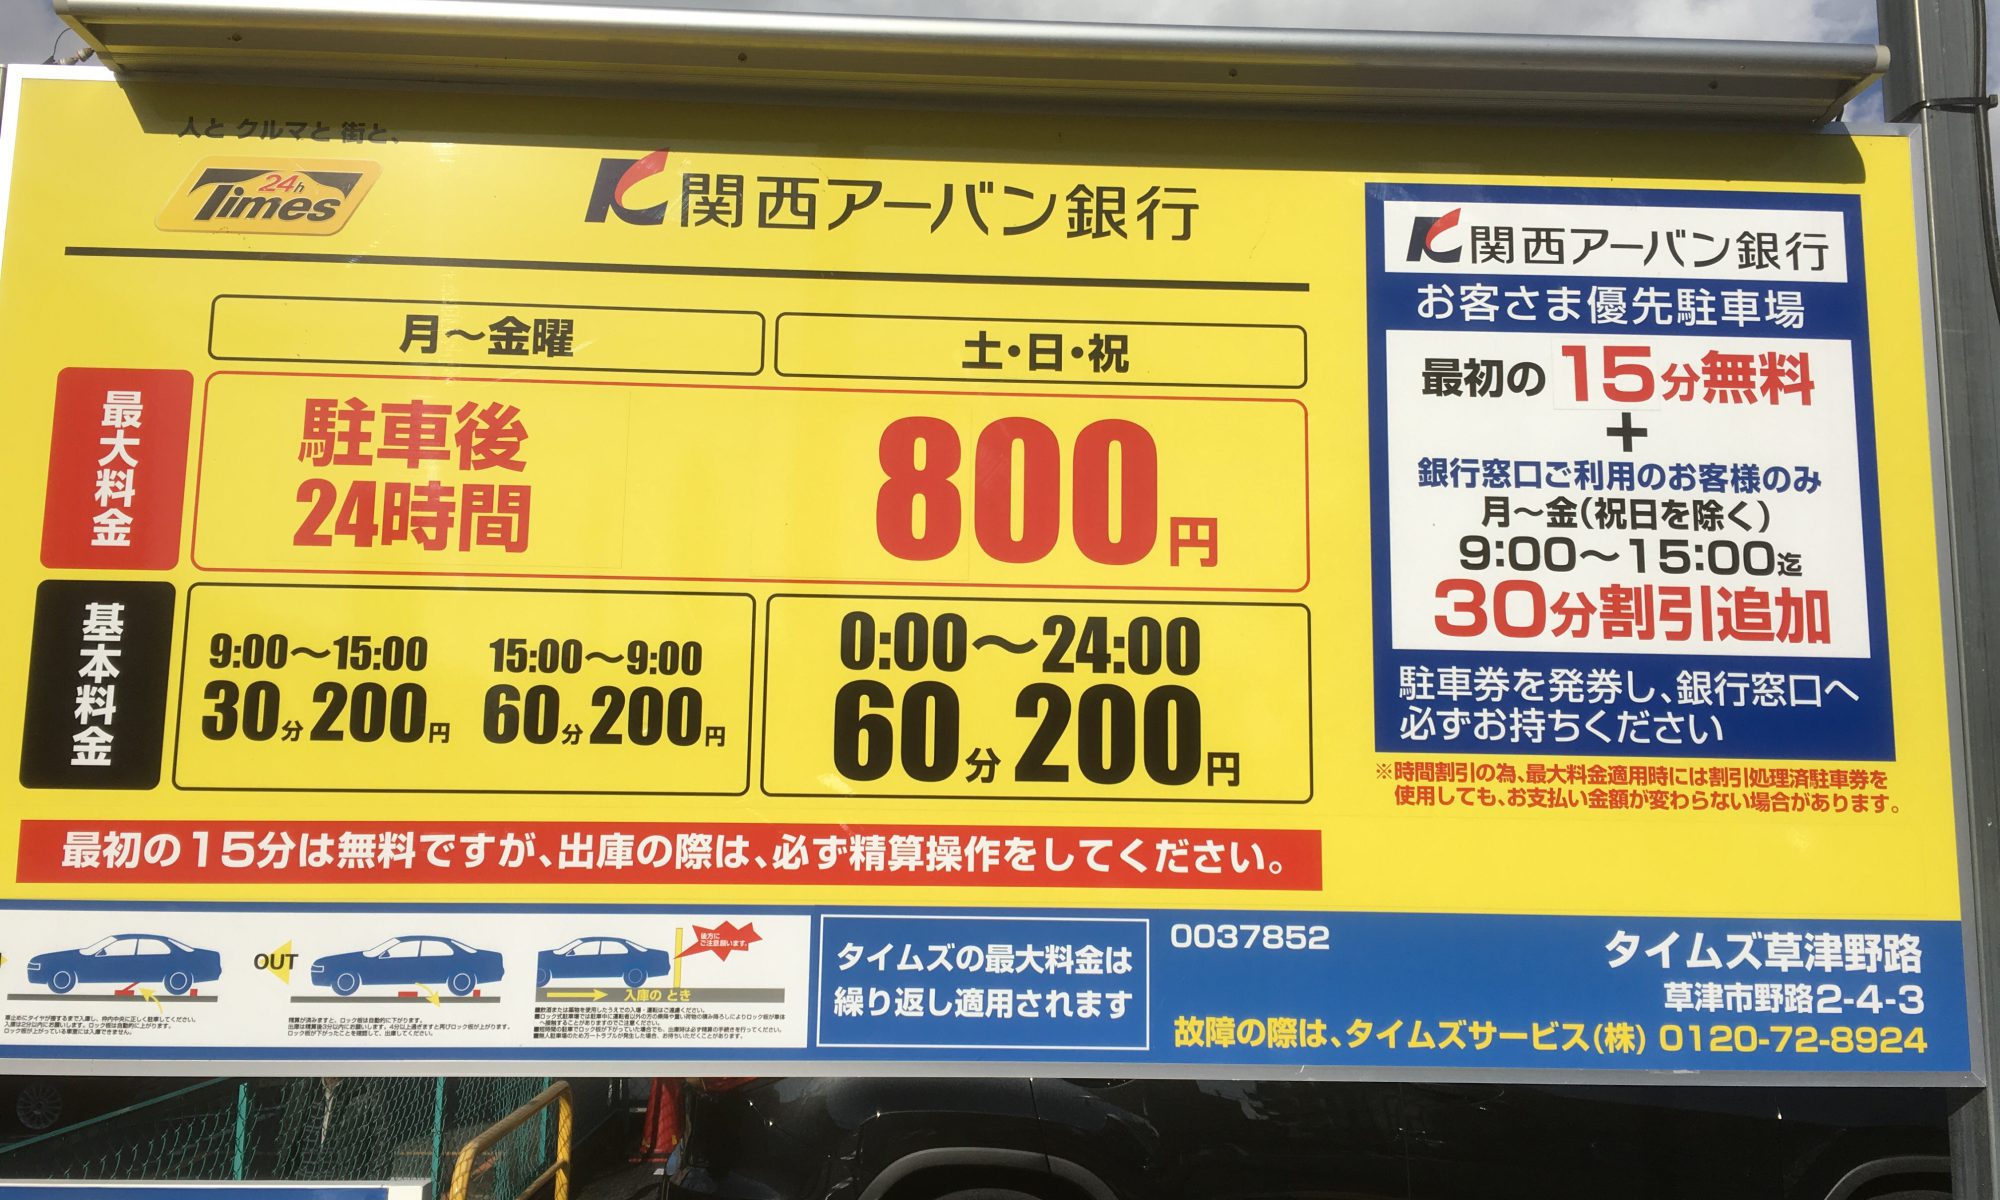 人と クルマと 街と、
24h
Times
関西アーバン銀行
月〜金曜
土・日・祝
最大料金
駐車後
24時間
800円
基本料金
9:00〜15:00
30分200円
15:00〜9:00
60分200円
0:00〜24:00
60分200円
最初の15分は無料ですが、出庫の際は、必ず精算操作をしてください。
関西アーバン銀行
お客さま優先駐車場
最初の15分無料
+
銀行窓口ご利用のお客様のみ
月〜金(祝日を除く)
9:00〜15:00迄
30分割引追加
駐車券を発券し、銀行窓口へ
必ずお持ちください
※時間割引の為、最大料金適用時には割引処理済駐車券を
使用しても、お支払い金額が変わらない場合があります。
OUT
後方に
ご注意願います。
入庫の とき
タイムズの最大料金は
繰り返し適用されます
0037852
タイムズ草津野路
草津市野路2-4-3
故障の際は、タイムズサービス(株) 0120-72-8924